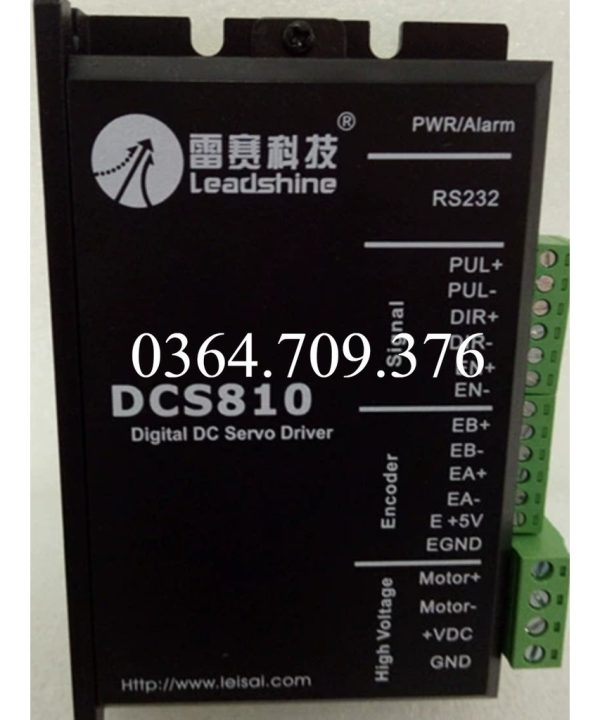 雷赛科技®
Leadshine
PWR/Alarm
RS232
Signal
PUL+
PUL-
DIR+
DIR-
EN+
EN-
0364.709.376
DCS810
Digital DC Servo Driver
Encoder
EB+
EB-
EA+
EA-
E +5V
EGND
High Voltage
Motor+
Motor-
+VDC
GND
Http://www.leisai.com